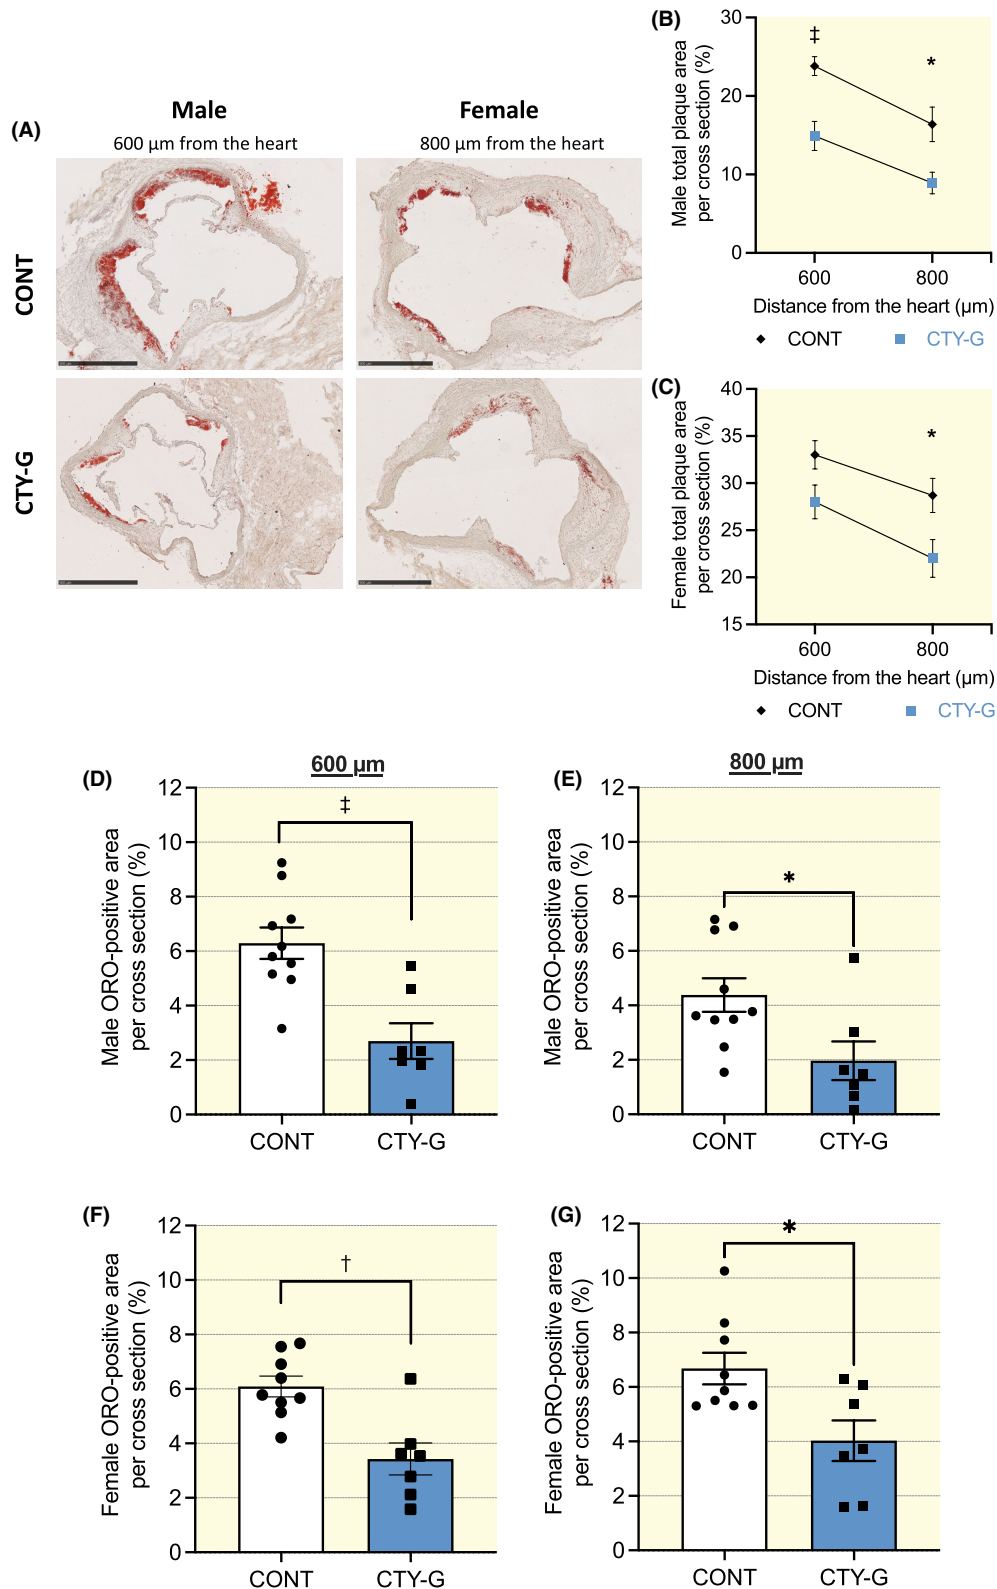 (A)
Male
Female
600 µm from the heart
800 µm from the heart
CONT
CTY-G
(B)
Male total plaque area
per cross section (%)
30
20
10
0
‡
*
600
800
Distance from the heart (µm)
CONT
CTY-G
(C)
Female total plaque area
per cross section (%)
40
35
30
25
20
15
*
600
800
Distance from the heart (µm)
CONT
CTY-G
(D)
600 µm
Male ORO-positive area
per cross section (%)
12
10
8
6
4
2
0
‡
CONT
CTY-G
(E)
800 µm
Male ORO-positive area
per cross section (%)
12
10
8
6
4
2
0
*
CONT
CTY-G
(F)
Female ORO-positive area
per cross section (%)
12
10
8
6
4
2
0
†
CONT
CTY-G
(G)
Female ORO-positive area
per cross section (%)
12
10
8
6
4
2
0
*
CONT
CTY-G